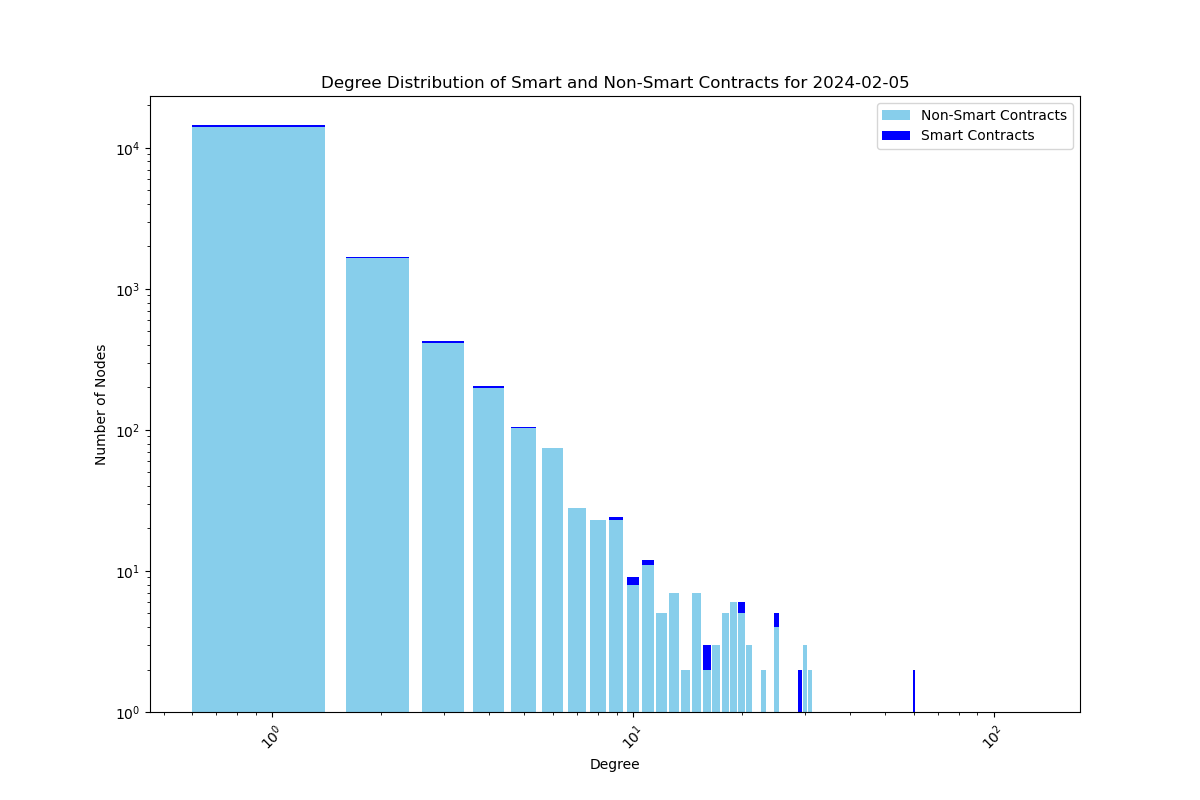 Degree Distribution of Smart and Non-Smart Contracts for 2024-02-05
Non-Smart Contracts
Smart Contracts
Number of Nodes
10⁴
10³
10²
10¹
10⁰
10⁰ 10¹ 10²
Degree